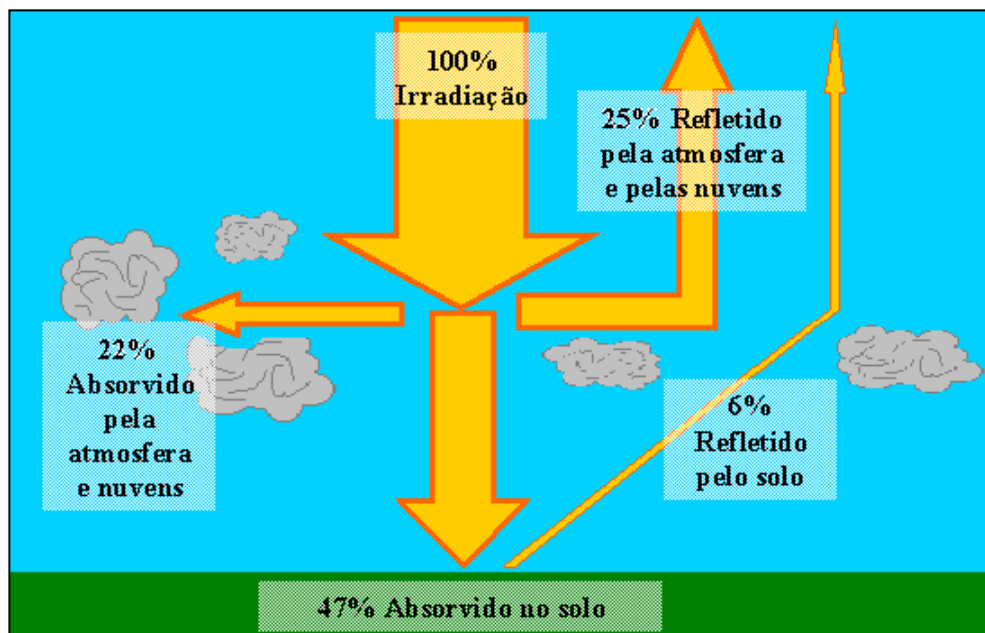 100%
Irradiação
25% Refletido
pela atmosfera
e pelas nuvens
22%
Absorvido
pela
atmosfera
e nuvens
6%
Refletido
pelo solo
47% Absorvido no solo